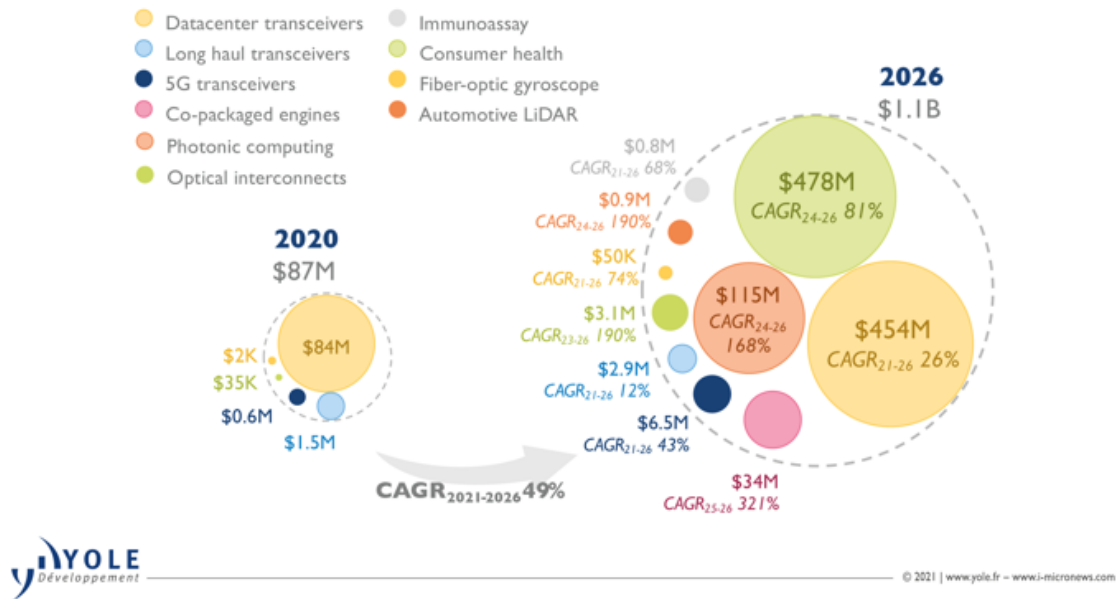 Datacenter transceivers
Long haul transceivers
5G transceivers
Co-packaged engines
Photonic computing
Optical interconnects
Immunoassay
Consumer health
Fiber-optic gyroscope
Automotive LiDAR
2020
$87M
$84M
$2K
$35K
$0.6M
$1.5M
CAGR2021-2026 49%
2026
$1.1B
$0.8M
CAGR21-26 68%
$0.9M
CAGR24-26 190%
$50K
CAGR21-26 74%
$3.1M
CAGR23-26 190%
$2.9M
CAGR21-26 12%
$6.5M
CAGR21-26 43%
$34M
CAGR25-26 321%
$478M
CAGR24-26 81%
$115M
CAGR24-26
168%
$454M
CAGR21-26 26%
YOLE
Développement
© 2021 | www.yole.fr – www.i-micronews.com